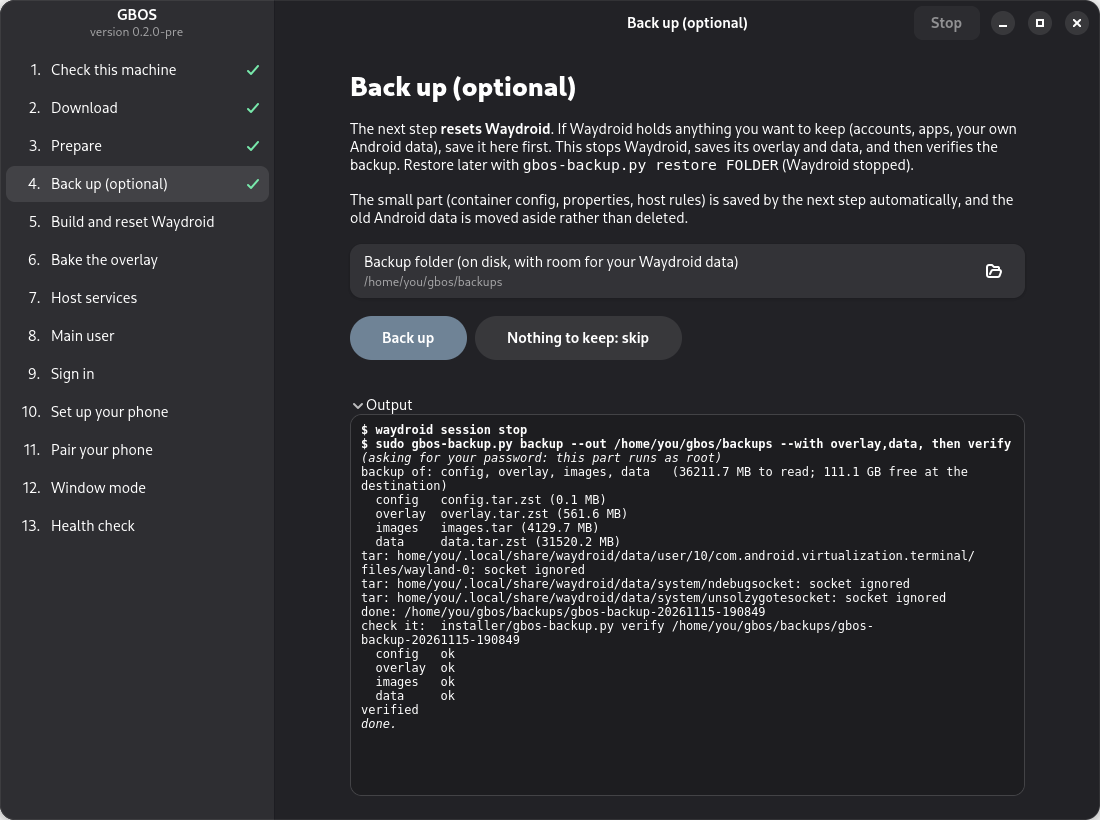 GBOS
version 0.2.0-pre
1. Check this machine
2. Download
3. Prepare
4. Back up (optional)
5. Build and reset Waydroid
6. Bake the overlay
7. Host services
8. Main user
9. Sign in
10. Set up your phone
11. Pair your phone
12. Window mode
13. Health check
Back up (optional)
Stop
Back up (optional)
The next step resets Waydroid. If Waydroid holds anything you want to keep (accounts, apps, your own
Android data), save it here first. This stops Waydroid, saves its overlay and data, and then verifies the
backup. Restore later with gbos-backup.py restore FOLDER (Waydroid stopped).
The small part (container config, properties, host rules) is saved by the next step automatically, and the
old Android data is moved aside rather than deleted.
Backup folder (on disk, with room for your Waydroid data)
/home/you/gbos/backups
Back up
Nothing to keep: skip
Output
$ waydroid session stop
$ sudo gbos-backup.py backup --out /home/you/gbos/backups --with overlay,data, then verify
(asking for your password: this part runs as root)
backup of: config, overlay, images, data   (36211.7 MB to read; 111.1 GB free at the
destination)
  config   config.tar.zst (0.1 MB)
  overlay  overlay.tar.zst (561.6 MB)
  images   images.tar (4129.7 MB)
  data     data.tar.zst (31520.2 MB)
tar: home/you/.local/share/waydroid/data/user/10/com.android.virtualization.terminal/
files/wayland-0: socket ignored
tar: home/you/.local/share/waydroid/data/system/ndebugsocket: socket ignored
tar: home/you/.local/share/waydroid/data/system/unsolzygotesocket: socket ignored
done: /home/you/gbos/backups/gbos-backup-20261115-190849
check it:  installer/gbos-backup.py verify /home/you/gbos/backups/gbos-
backup-20261115-190849
  config   ok
  overlay  ok
  images   ok
  data     ok
verified
done.